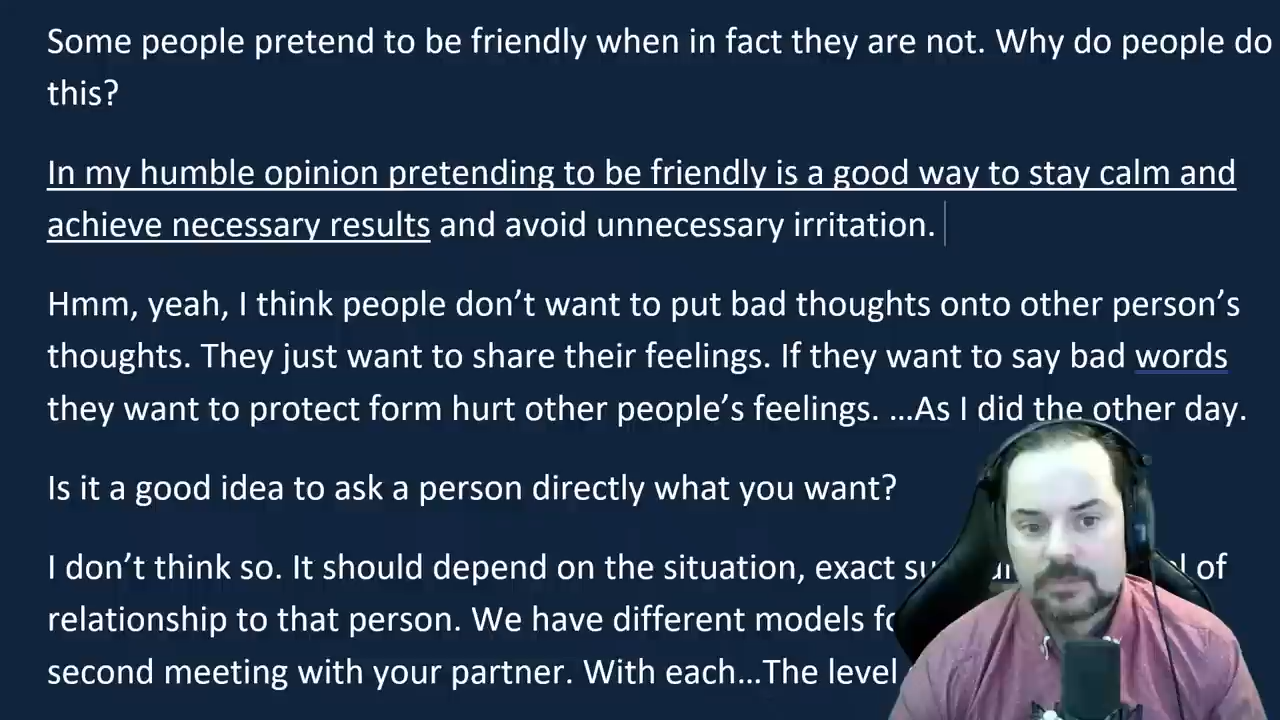 Some people pretend to be friendly when in fact they are not. Why do people do
this?
In my humble opinion pretending to be friendly is a good way to stay calm and
achieve necessary results and avoid unnecessary irritation.
Hmm, yeah, I think people don’t want to put bad thoughts onto other person’s
thoughts. They just want to share their feelings. If they want to say bad words
they want to protect form hurt other people’s feelings. …As I did the other day.
Is it a good idea to ask a person directly what you want?
I don’t think so. It should depend on the situation, exact of
relationship to that person. We have different models
second meeting with your partner. With each…The level